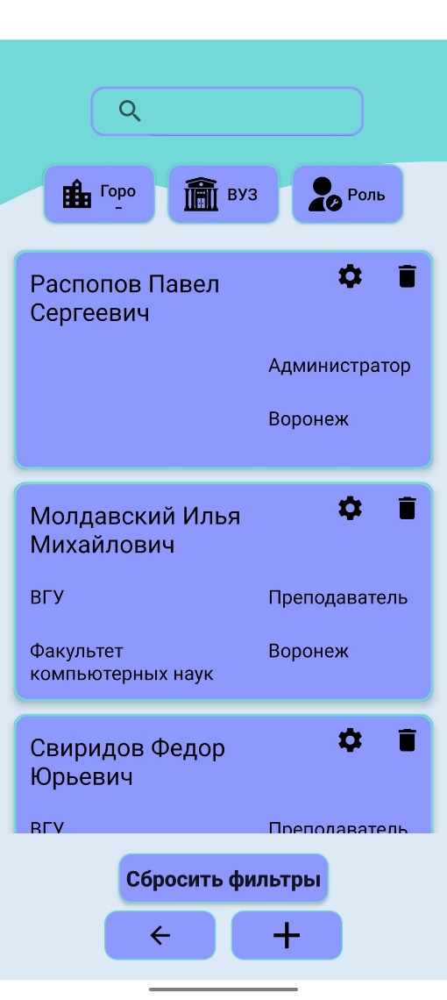 Горо
ВУЗ
Роль
Распопов Павел
Сергеевич
Администратор
Воронеж
Молдавский Илья
Михайлович
ВГУ
Преподаватель
Факультет
компьютерных наук
Воронеж
Свиридов Федор
Юрьевич
ВГУ
Преподаватель
Сбросить фильтры